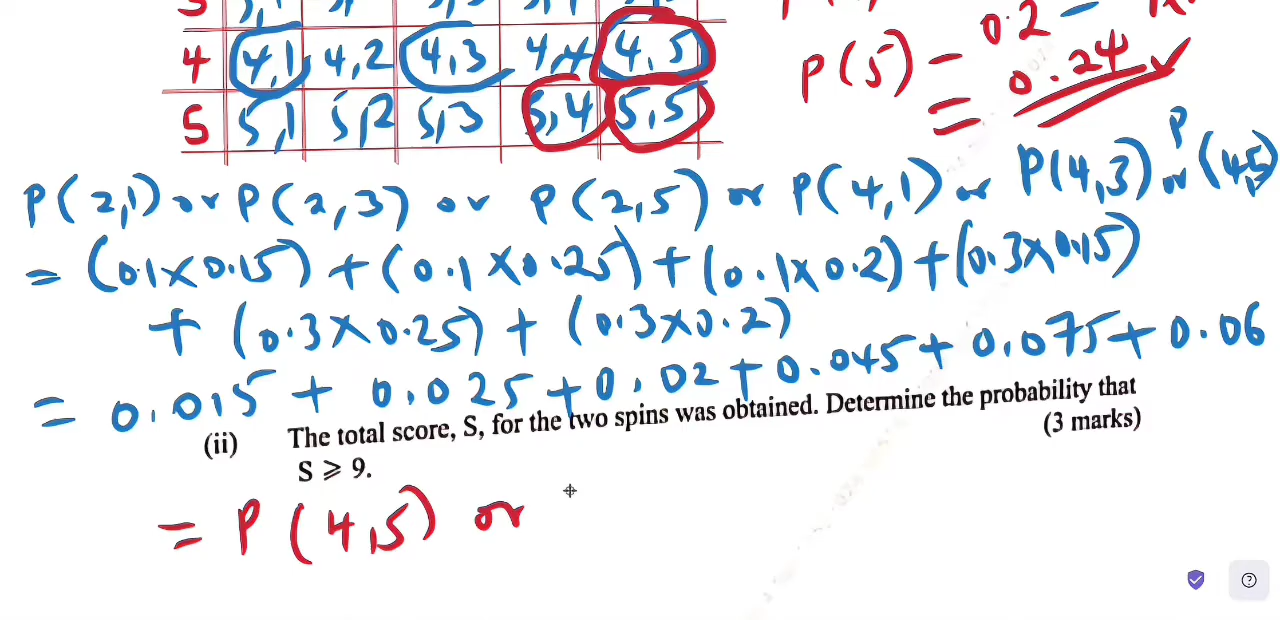 P(5) = 0.2
= 0.24
4 4,1 4,2 4,3 4,4 4,5
5 5,1 5,2 5,3 5,4 5,5
P(2,1) or P(2,3) or P(2,5) or P(4,1) or P(4,3) or P(4,5)
= (0.1×0.15) + (0.1×0.25) + (0.1×0.2) + (0.3×0.15)
+ (0.3×0.25) + (0.3×0.2)
= 0.015 + 0.025 + 0.02 + 0.045 + 0.075 + 0.06
(ii) The total score, S, for the two spins was obtained. Determine the probability that
S ⩾ 9. (3 marks)
= P(4,5) or